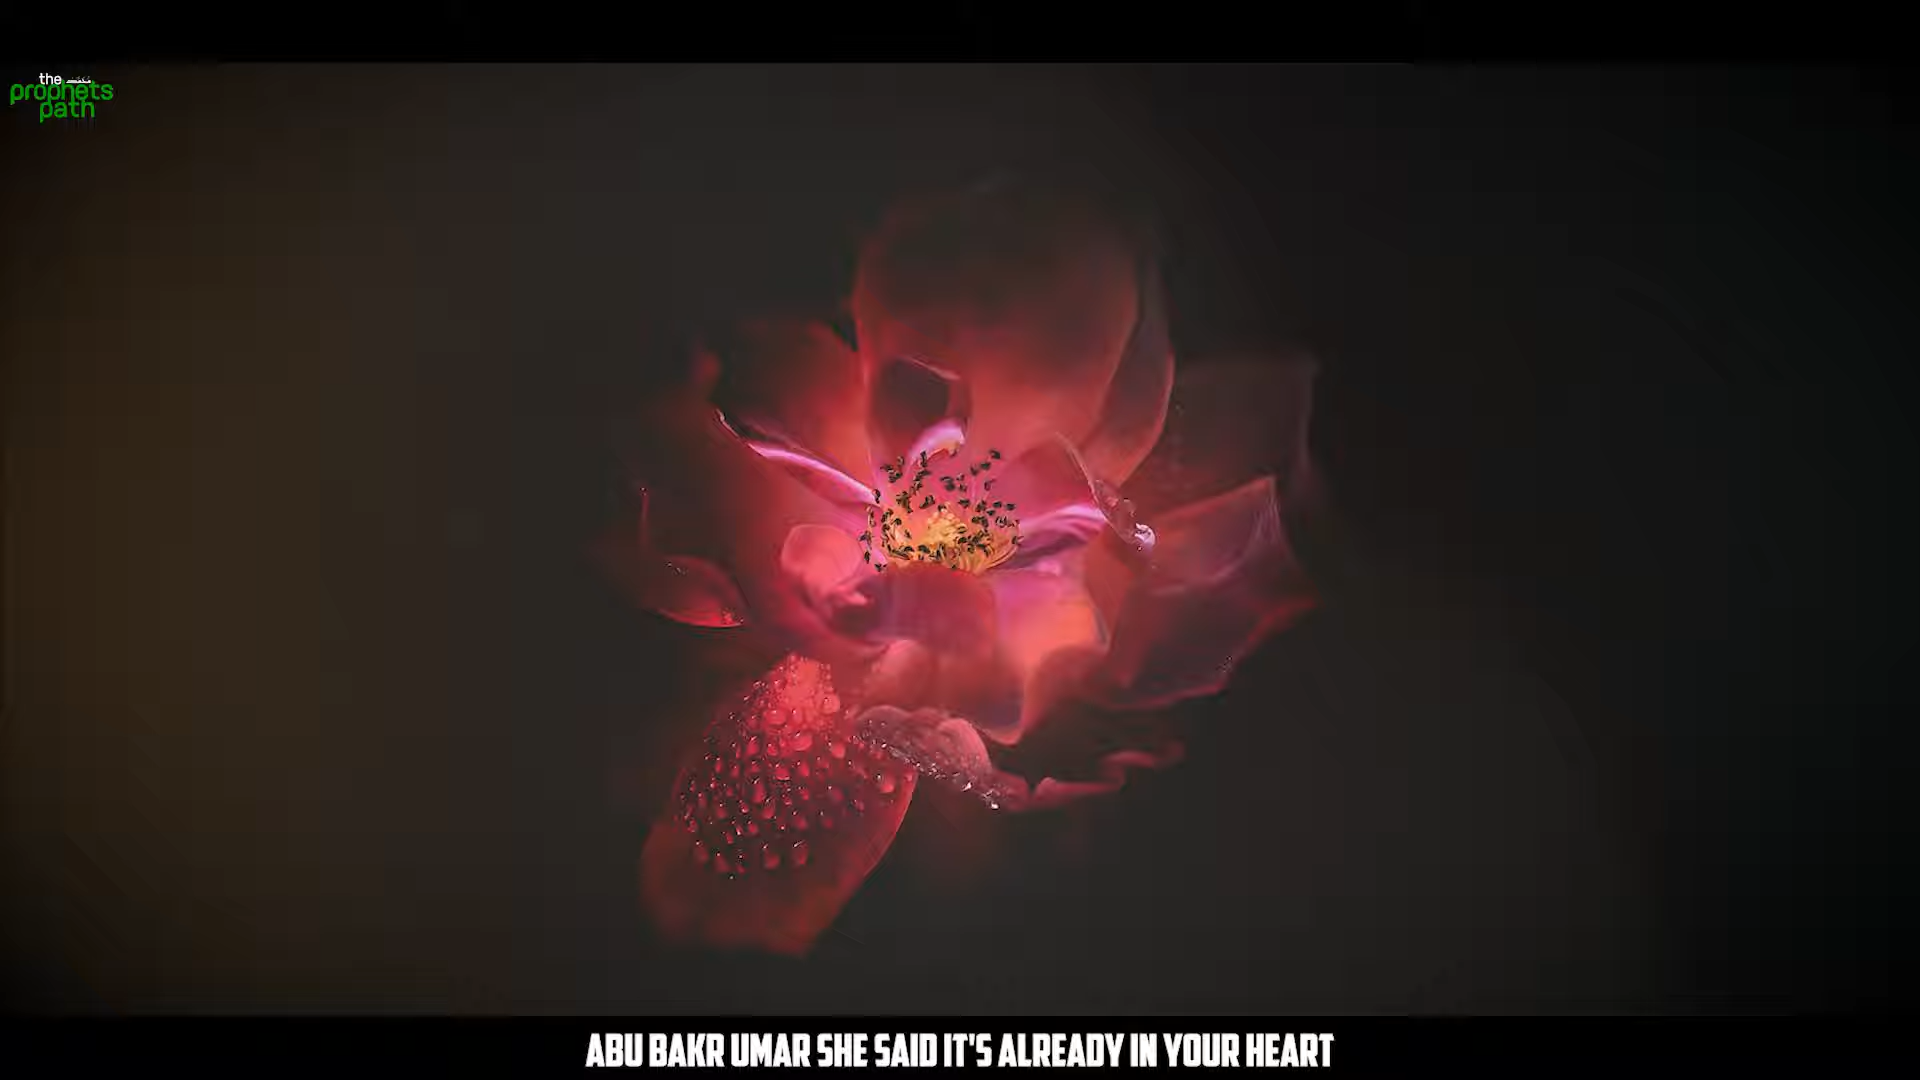 the
prophets
path
ABU BAKR UMAR SHE SAID IT'S ALREADY IN YOUR HEART